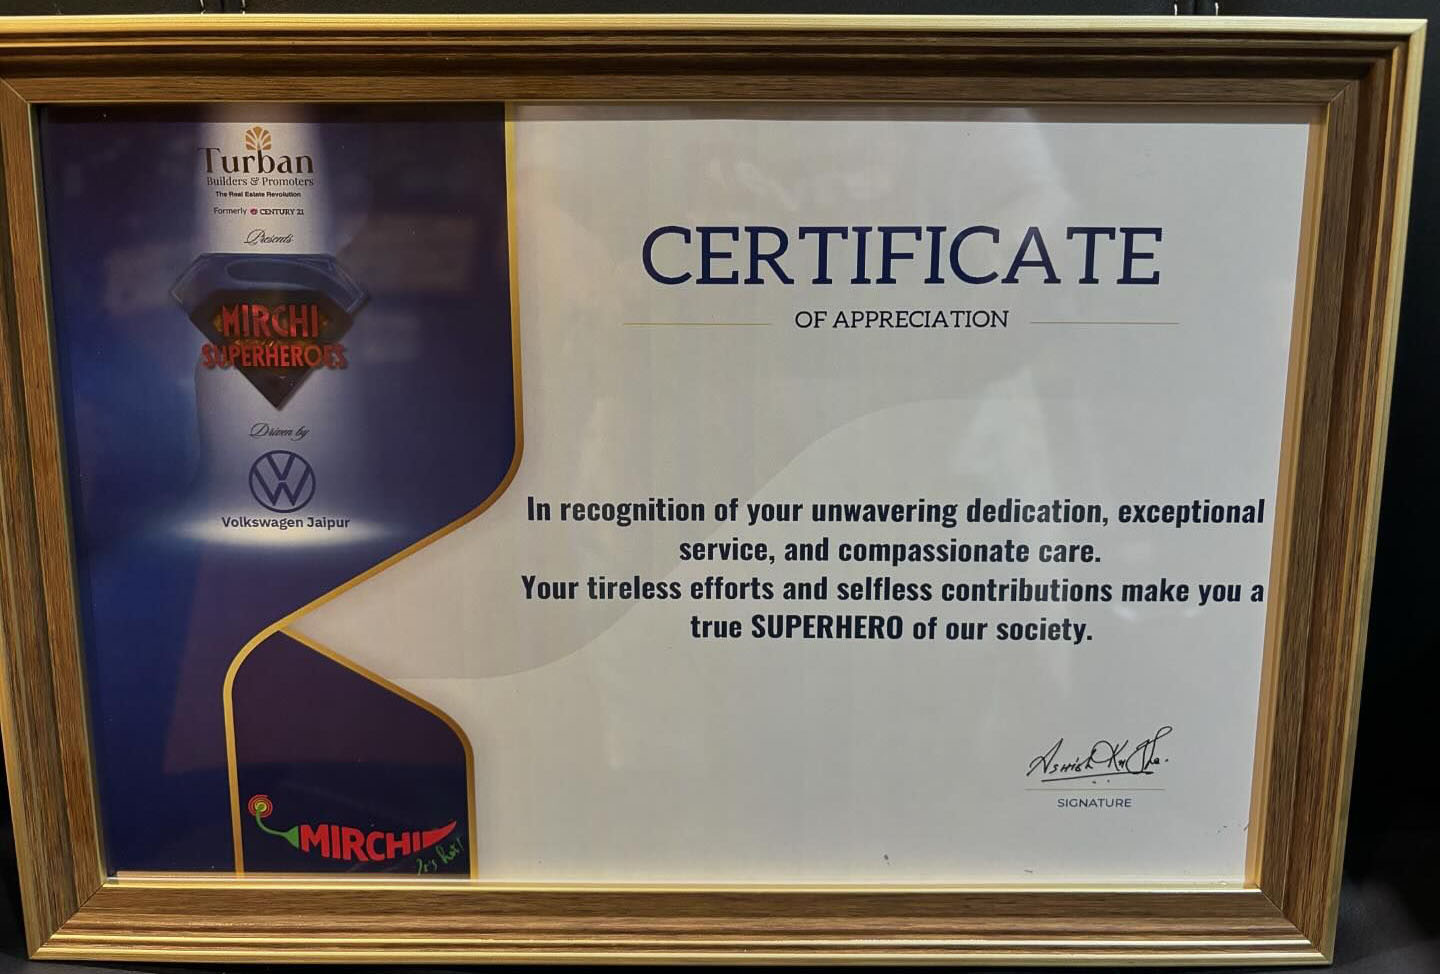 Turban
Builders & Promoters
The Real Estate Revolution
Formerly CENTURY 21
Presents
MIRCHI
SUPERHEROES
Driven by
Volkswagen Jaipur
CERTIFICATE
OF APPRECIATION
In recognition of your unwavering dedication, exceptional
service, and compassionate care.
Your tireless efforts and selfless contributions make you a
true SUPERHERO of our society.
SIGNATURE
MIRCHI
It's hot!